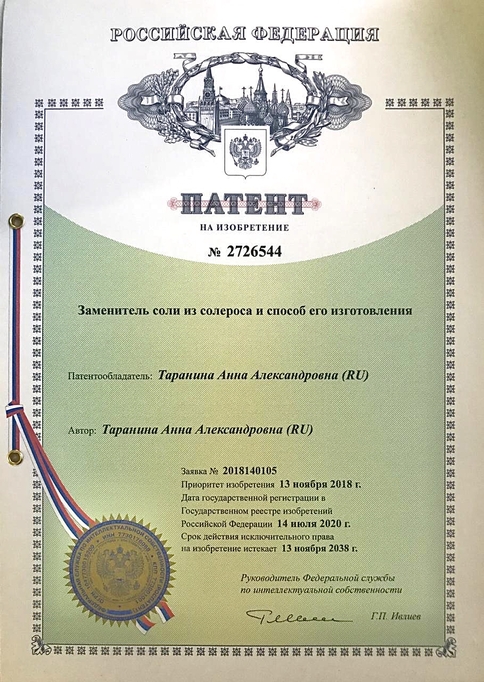 РОССИЙСКАЯ ФЕДЕРАЦИЯ
ПАТЕНТ
НА ИЗОБРЕТЕНИЕ
№ 2726544
Заменитель соли из солероса и способ его изготовления
Патентообладатель: Таранина Анна Александровна (RU)
Автор: Таранина Анна Александровна (RU)
Заявка № 2018140105
Приоритет изобретения 13 ноября 2018 г.
Дата государственной регистрации в
Государственном реестре изобретений
Российской Федерации 14 июля 2020 г.
Срок действия исключительного права
на изобретение истекает 13 ноября 2038 г.
Руководитель Федеральной службы
по интеллектуальной собственности
Г.П. Ивлиев